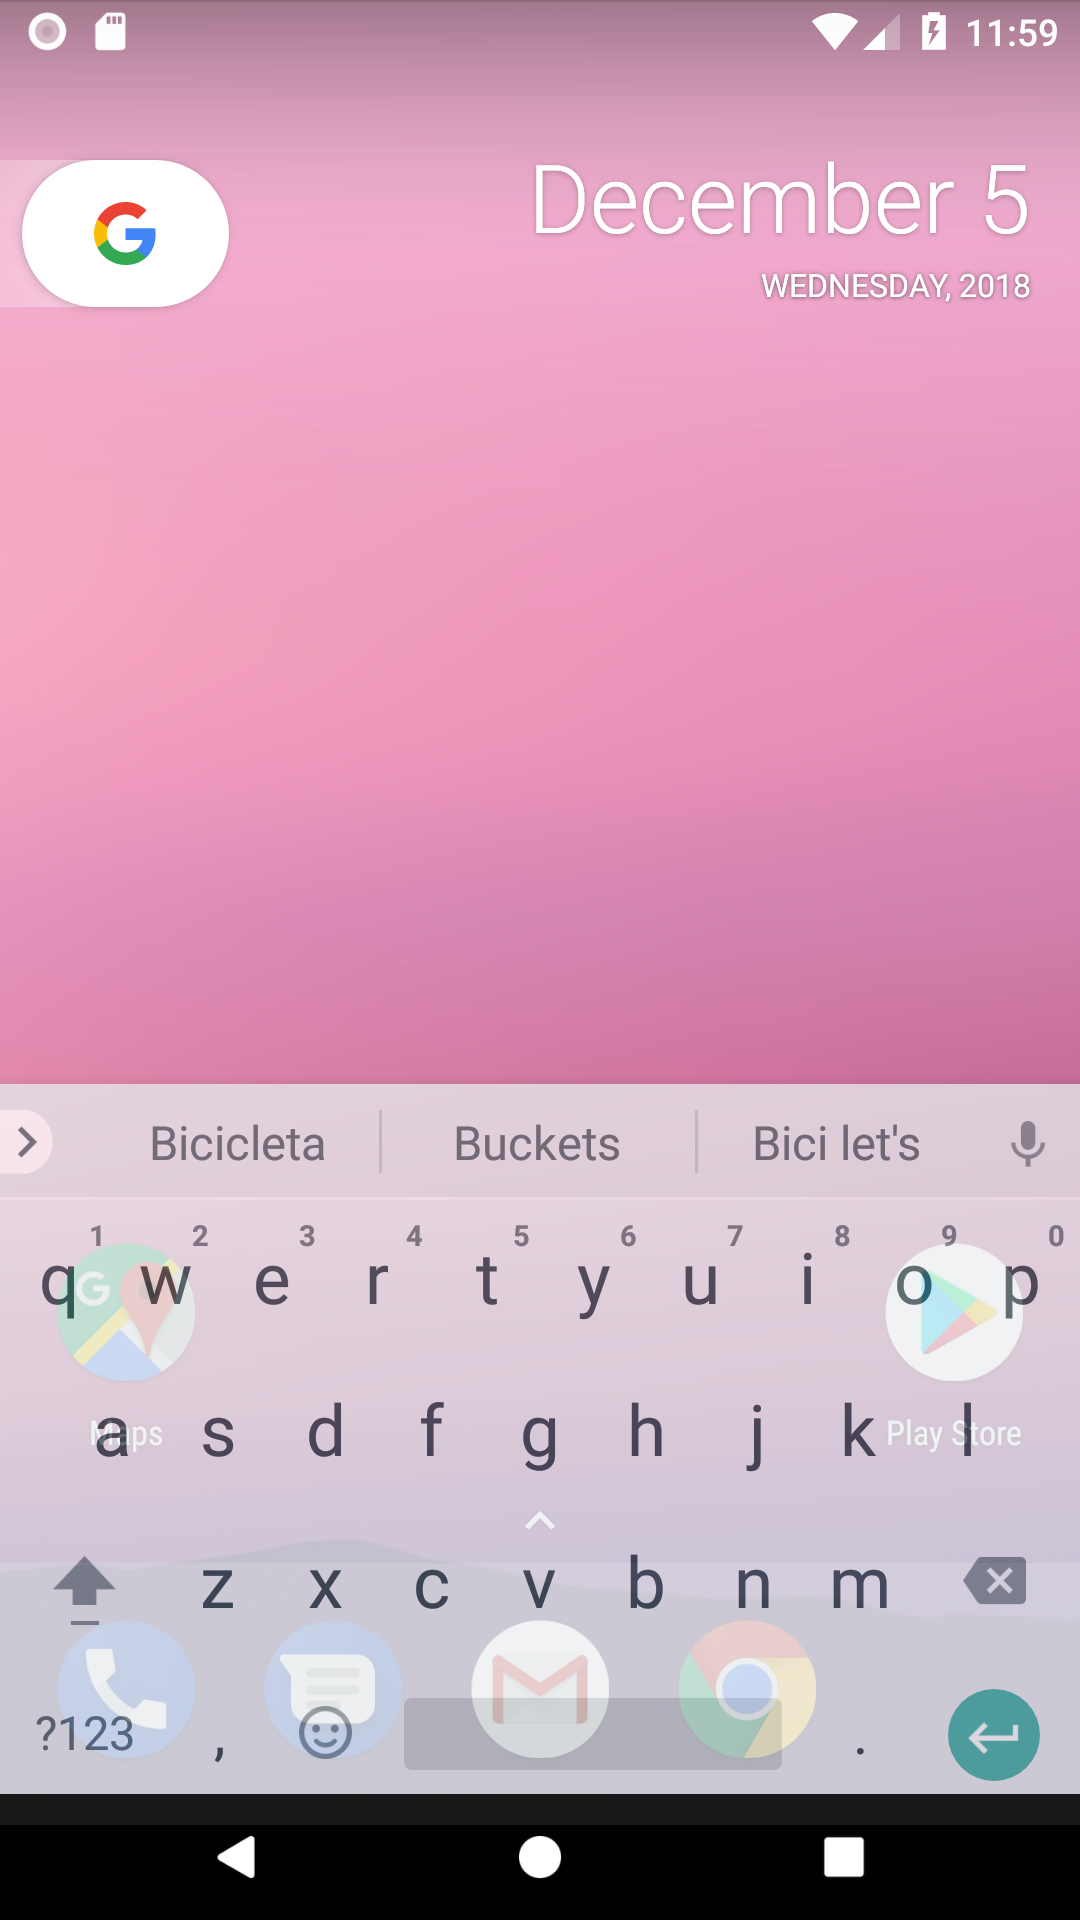 11:59
December 5
WEDNESDAY, 2018
G
Bicicleta Buckets Bici let's
1 2 3 4 5 6 7 8 9 0
q w e r t y u i o p
G
a s d f g h j k l
Maps Play Store
z x c v b n m
?123 , .